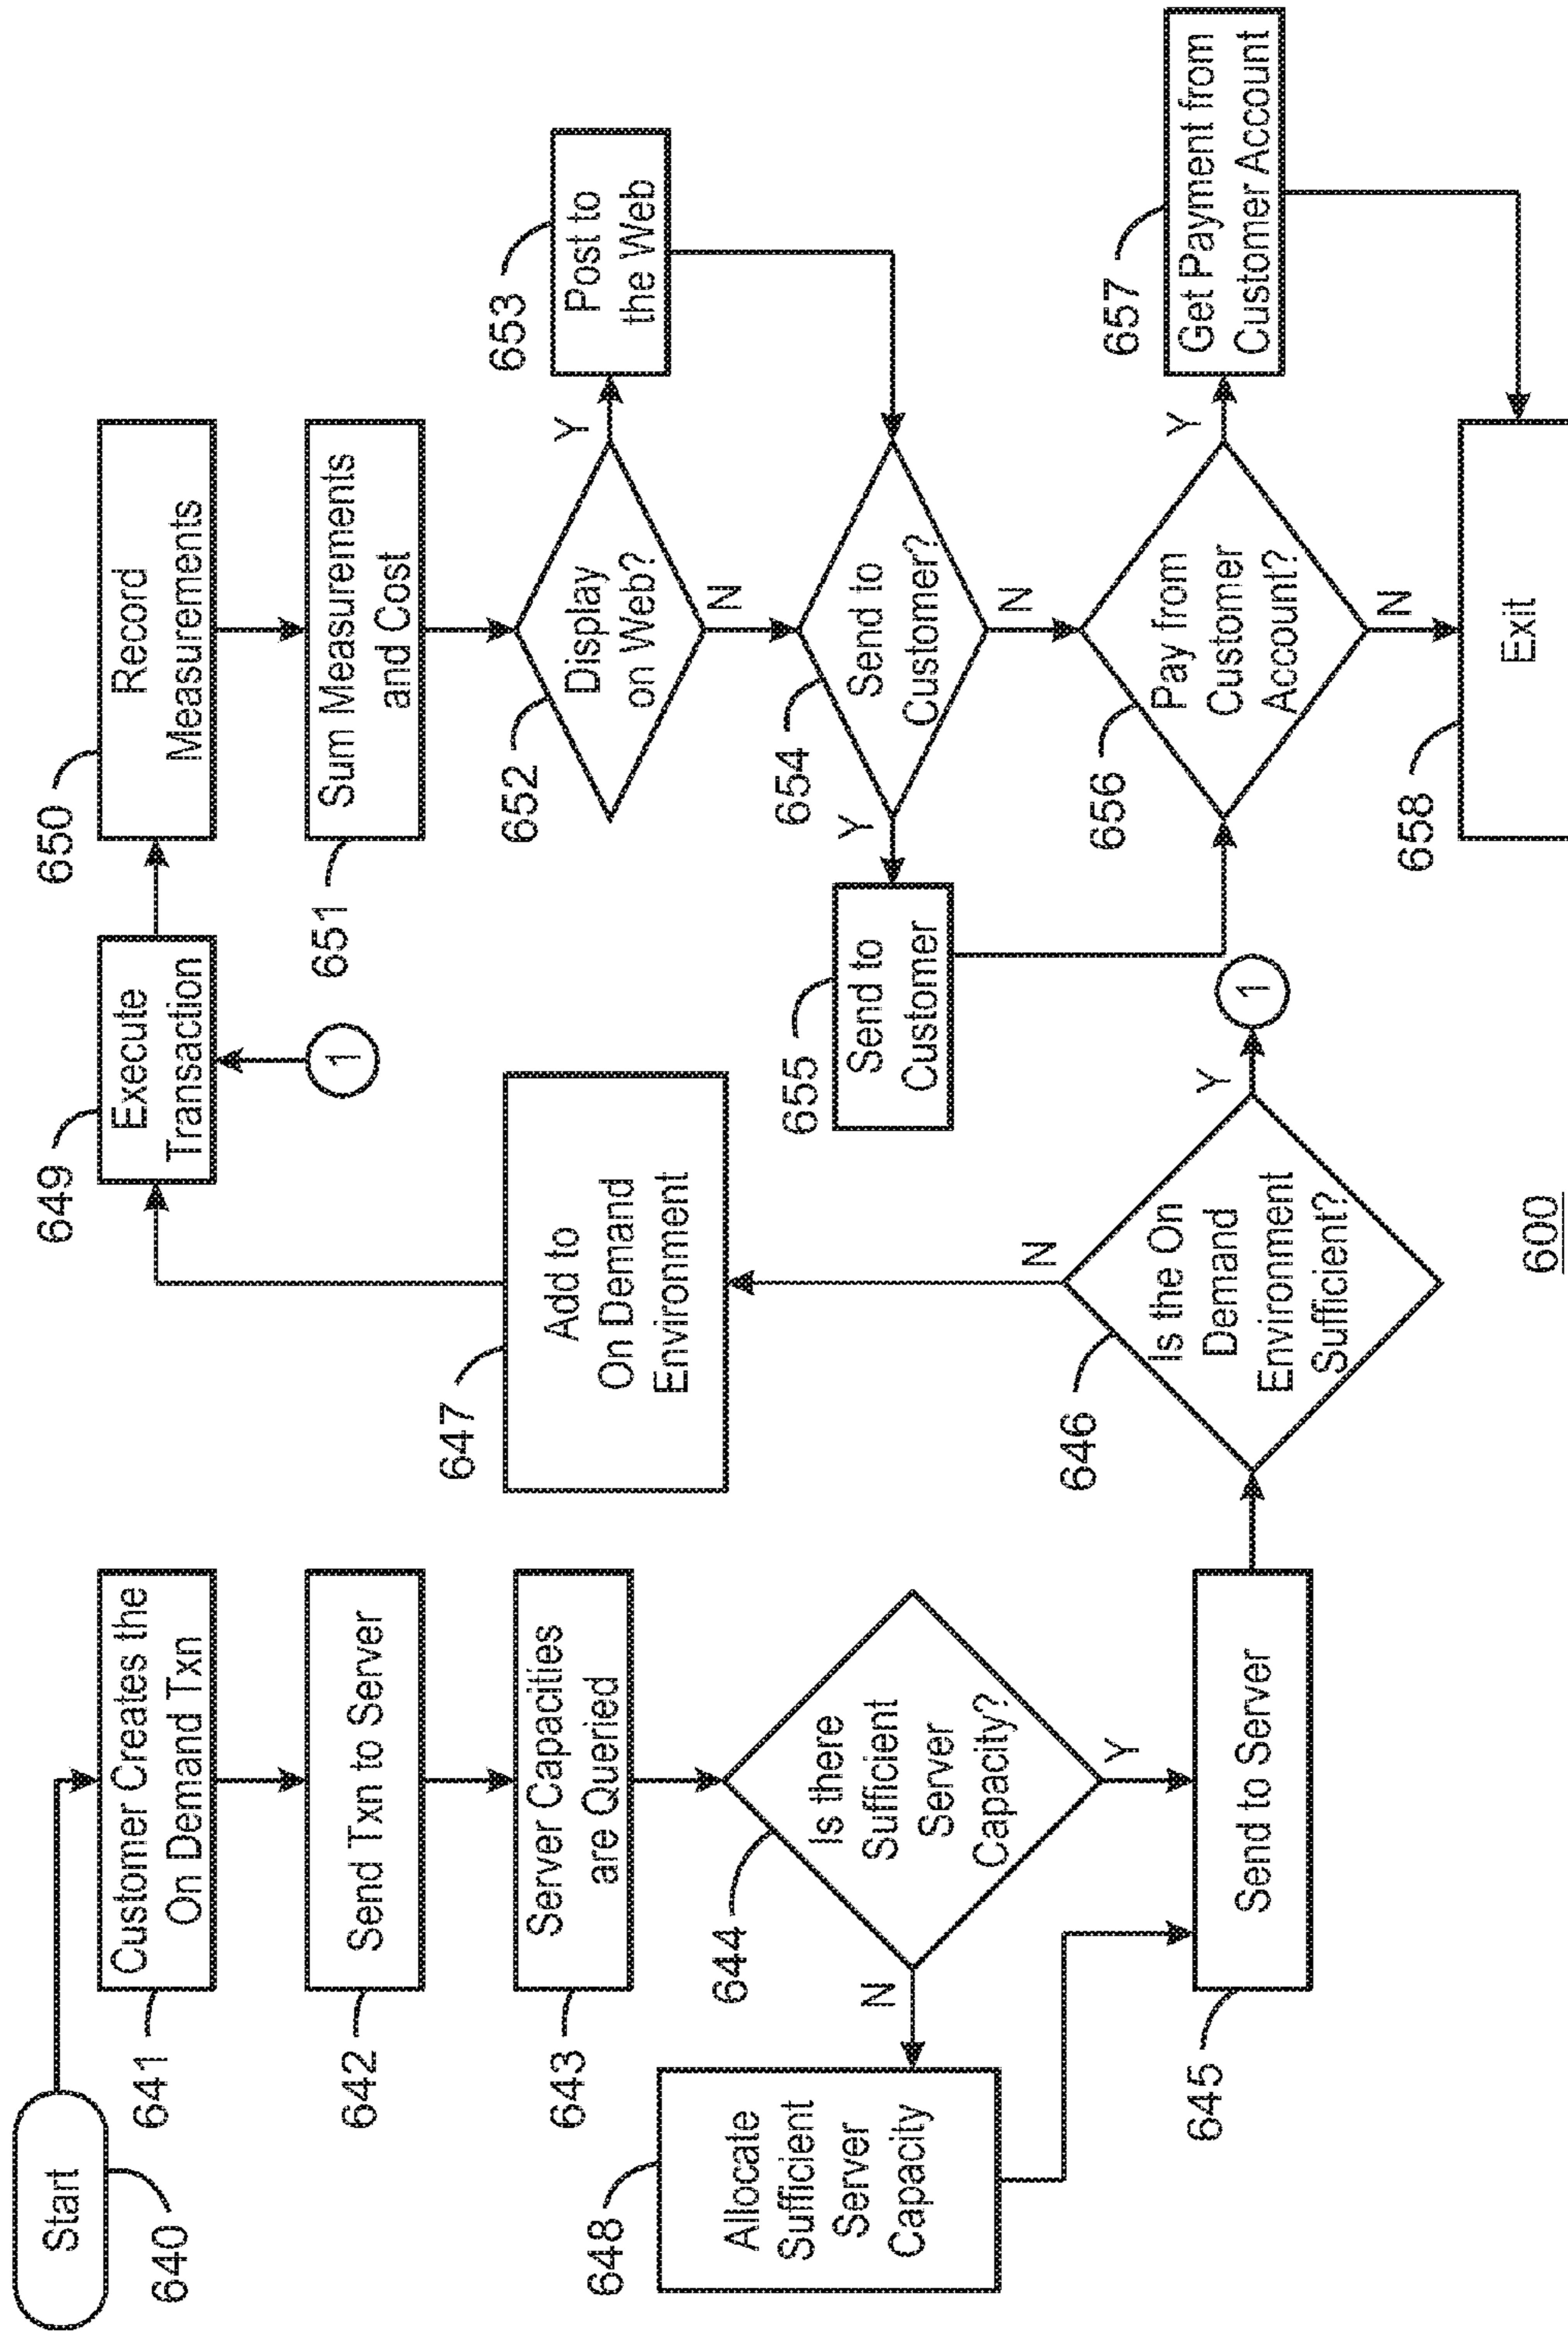 Start
640
Customer Creates the
On Demand Txn
641
Send Txn to Server
642
Server Capacities
are Queried
643
Is there
Sufficient
Server
Capacity?
644
N
Y
Allocate
Sufficient
Server
Capacity
648
Send to Server
645
Is the On
Demand
Environment
Sufficient?
646
N
Y
1
Add to
On Demand
Environment
647
Execute
Transaction
649
1
Record
Measurements
650
Sum Measurements
and Cost
651
Display
on Web?
652
Y
N
Post to
the Web
653
Send to
Customer?
654
Y
N
Send to
Customer
655
Pay from
Customer
Account?
656
Y
N
Get Payment from
Customer Account
657
Exit
658
600